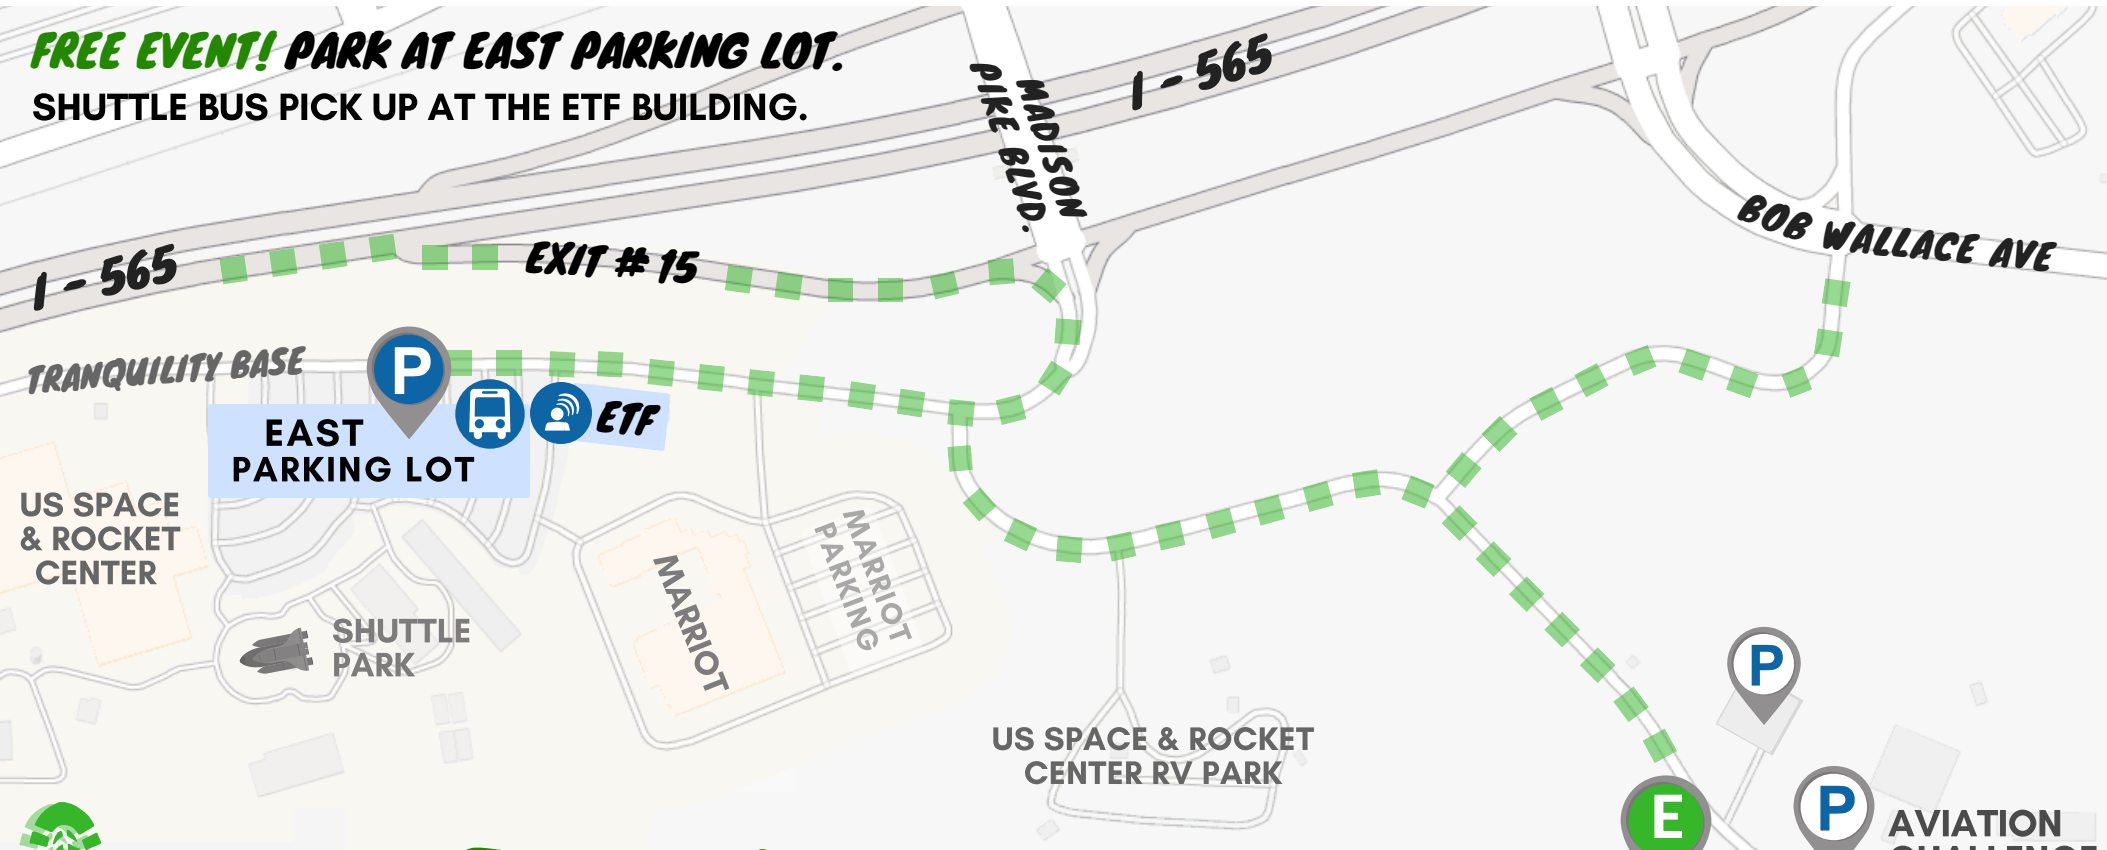 FREE EVENT! PARK AT EAST PARKING LOT.
SHUTTLE BUS PICK UP AT THE ETF BUILDING.
I - 565
MADISON
PIKE BLVD.
BOB WALLACE AVE
I - 565
EXIT # 15
TRANQUILITY BASE
P
EAST
PARKING LOT
ETF
US SPACE
& ROCKET
CENTER
SHUTTLE
PARK
MARRIOT
MARRIOT
PARKING
US SPACE & ROCKET
CENTER RV PARK
P
E
P
AVIATION
CHALLENGE